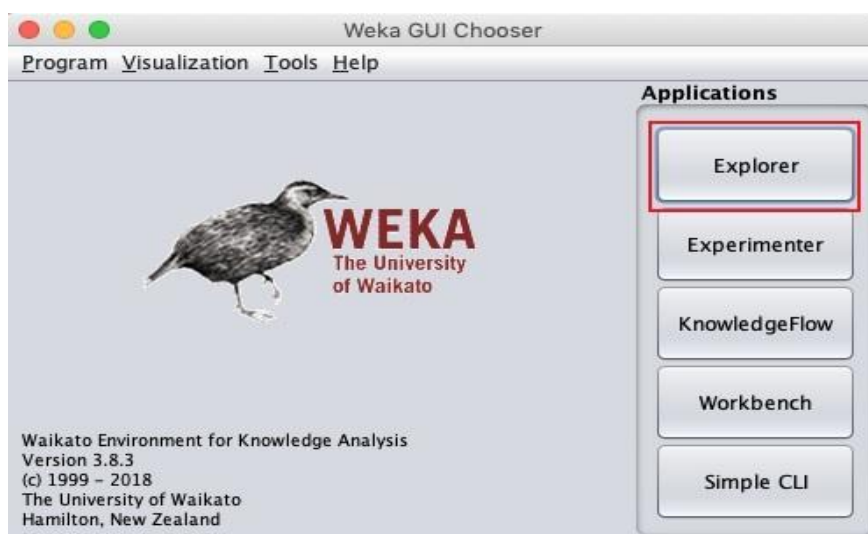 Weka GUI Chooser
Program Visualization Tools Help
Applications
Explorer
Experimenter
KnowledgeFlow
Workbench
Simple CLI
WEKA
The University
of Waikato
Waikato Environment for Knowledge Analysis
Version 3.8.3
(c) 1999 – 2018
The University of Waikato
Hamilton, New Zealand